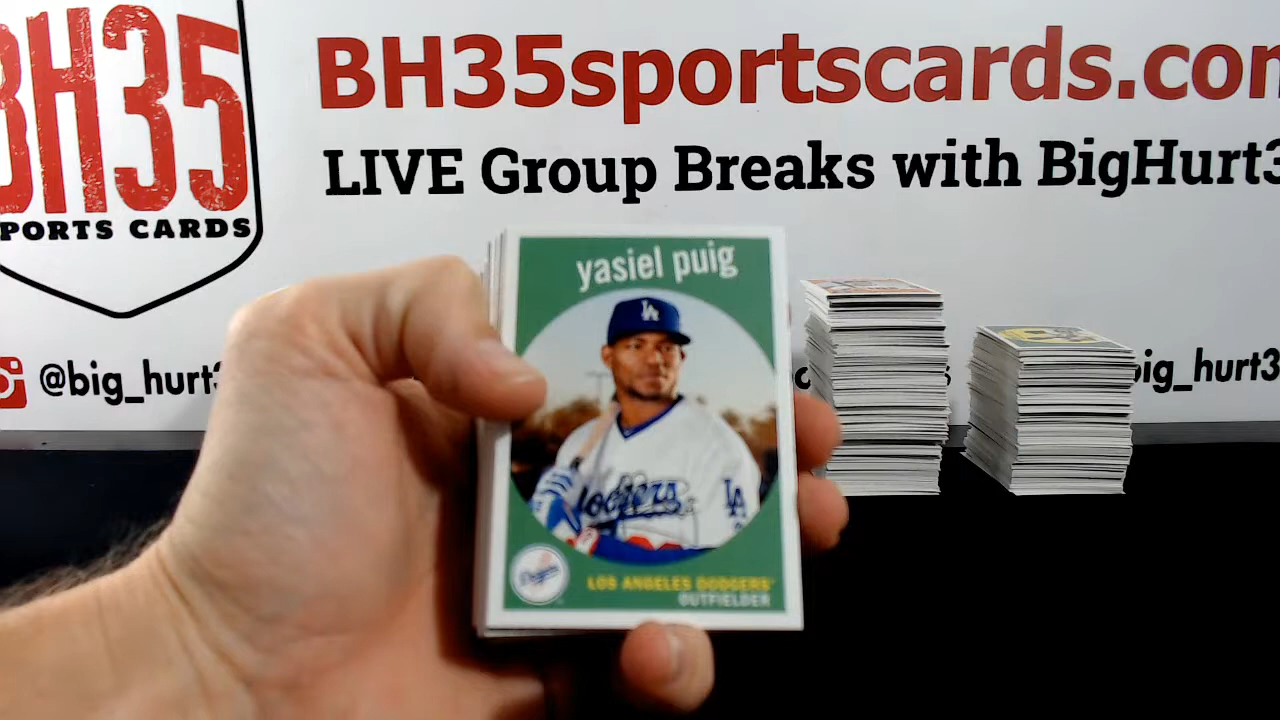 BH35
SPORTS CARDS
BH35sportscards.com
LIVE Group Breaks with BigHurt3
@big_hurt3
big_hurt3
yasiel puig
LA
Dodgers
LA
Dodgers
LOS ANGELES DODGERS
OUTFIELDER